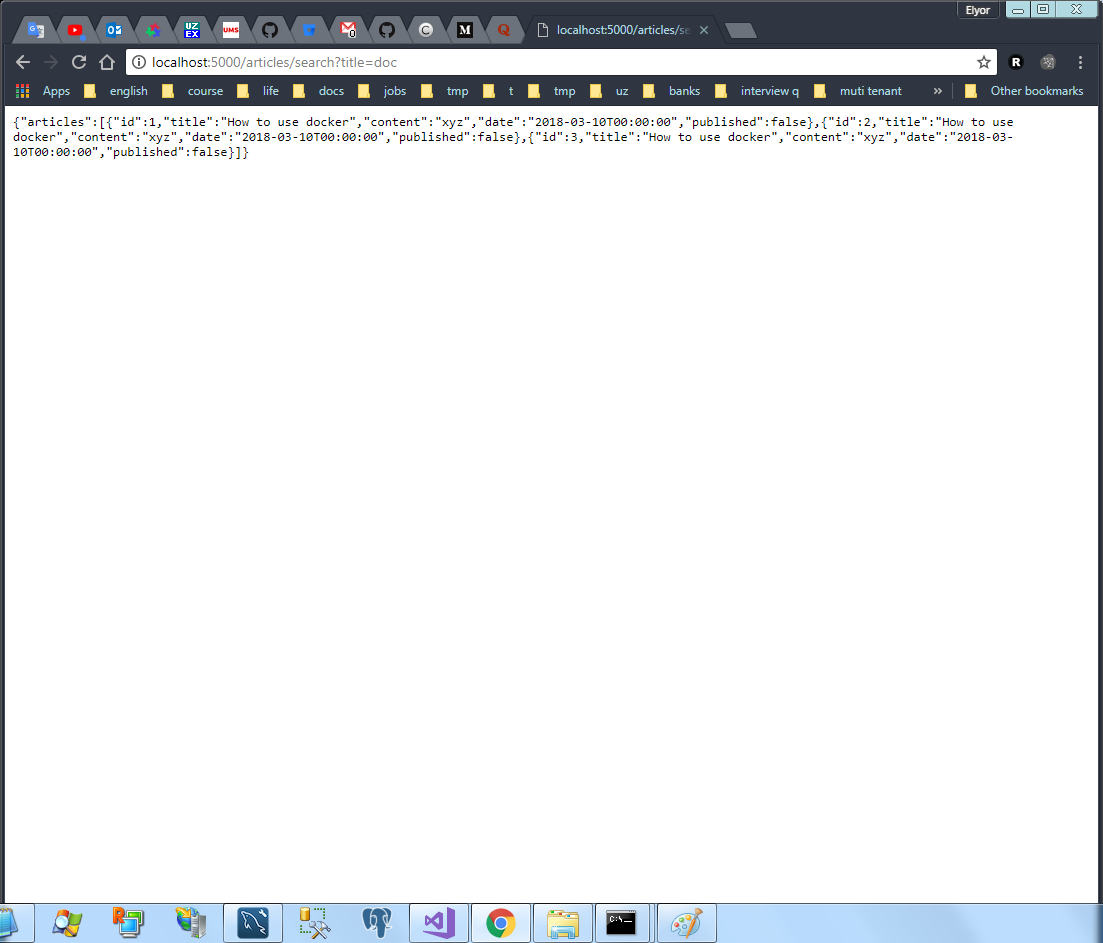 Elyor
UZ
EX
UMS
0
C
M
Q
localhost:5000/articles/se
localhost:5000/articles/search?title=doc
R
Apps english course life docs jobs tmp t tmp uz banks interview q muti tenant » Other bookmarks
{"articles":[{"id":1,"title":"How to use docker","content":"xyz","date":"2018-03-10T00:00:00","published":false},{"id":2,"title":"How to use
docker","content":"xyz","date":"2018-03-10T00:00:00","published":false},{"id":3,"title":"How to use docker","content":"xyz","date":"2018-03-
10T00:00:00","published":false}]}